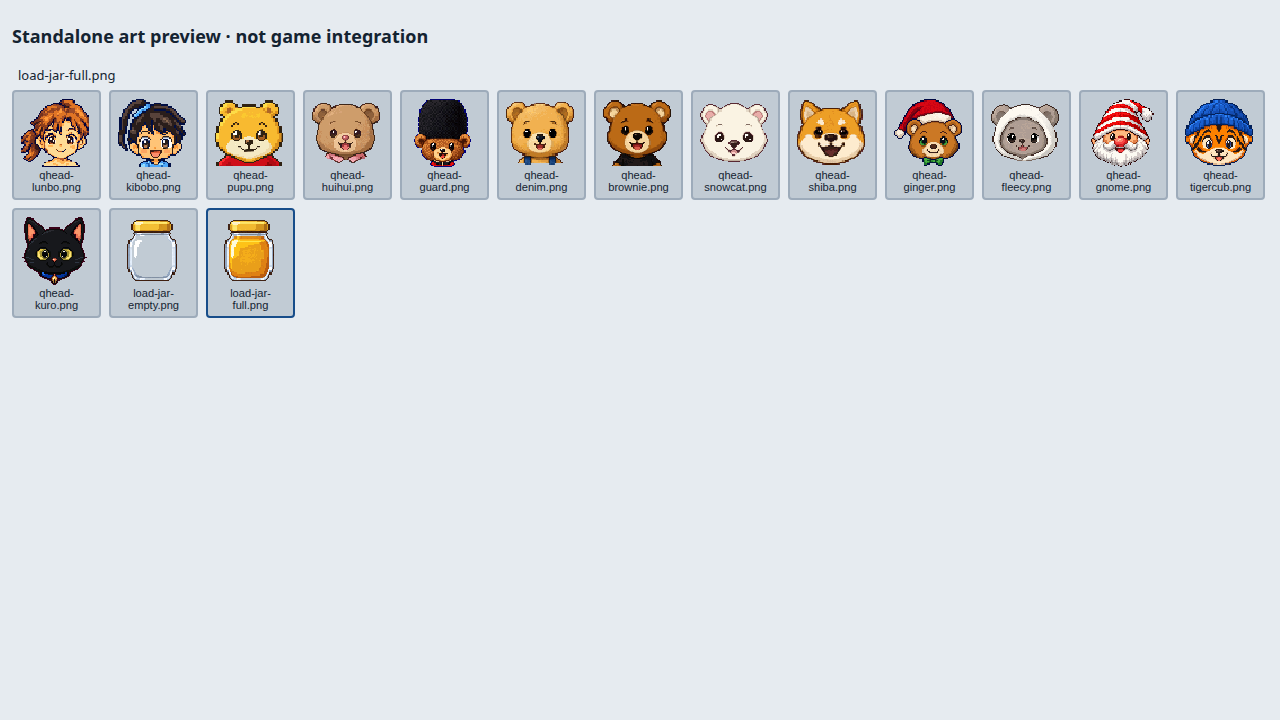 Standalone art preview · not game integration
load-jar-full.png
qhead-
lunbo.png
qhead-
kibobo.png
qhead-
pupu.png
qhead-
huihui.png
qhead-
guard.png
qhead-
denim.png
qhead-
brownie.png
qhead-
snowcat.png
qhead-
shiba.png
qhead-
ginger.png
qhead-
fleecy.png
qhead-
gnome.png
qhead-
tigercub.png
qhead-
kuro.png
load-jar-
empty.png
load-jar-
full.png